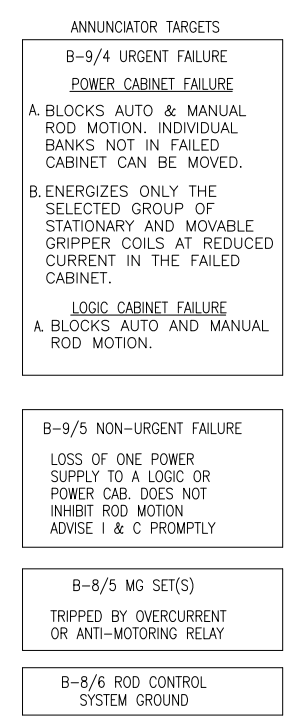 ANNUNCIATOR TARGETS
B-9/4 URGENT FAILURE
POWER CABINET FAILURE
A. BLOCKS AUTO & MANUAL
ROD MOTION. INDIVIDUAL
BANKS NOT IN FAILED
CABINET CAN BE MOVED.
B. ENERGIZES ONLY THE
SELECTED GROUP OF
STATIONARY AND MOVABLE
GRIPPER COILS AT REDUCED
CURRENT IN THE FAILED
CABINET.
LOGIC CABINET FAILURE
A. BLOCKS AUTO AND MANUAL
ROD MOTION.
B-9/5 NON-URGENT FAILURE
LOSS OF ONE POWER
SUPPLY TO A LOGIC OR
POWER CAB. DOES NOT
INHIBIT ROD MOTION
ADVISE I & C PROMPTLY
B-8/5 MG SET(S)
TRIPPED BY OVERCURRENT
OR ANTI-MOTORING RELAY
B-8/6 ROD CONTROL
SYSTEM GROUND